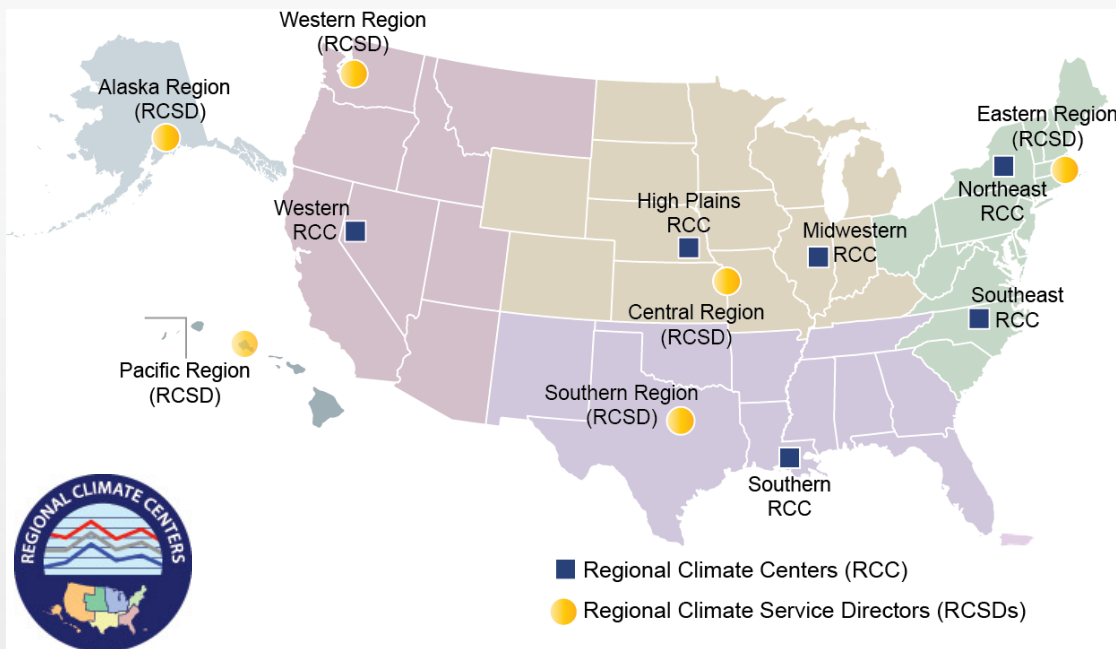 Western Region
(RCSD)
Alaska Region
(RCSD)
Eastern Region
(RCSD)
Northeast
RCC
Western
RCC
High Plains
RCC
Midwestern
RCC
Southeast
RCC
Central Region
(RCSD)
Pacific Region
(RCSD)
Southern Region
(RCSD)
Southern
RCC
REGIONAL CLIMATE CENTERS
Regional Climate Centers (RCC)
Regional Climate Service Directors (RCSDs)